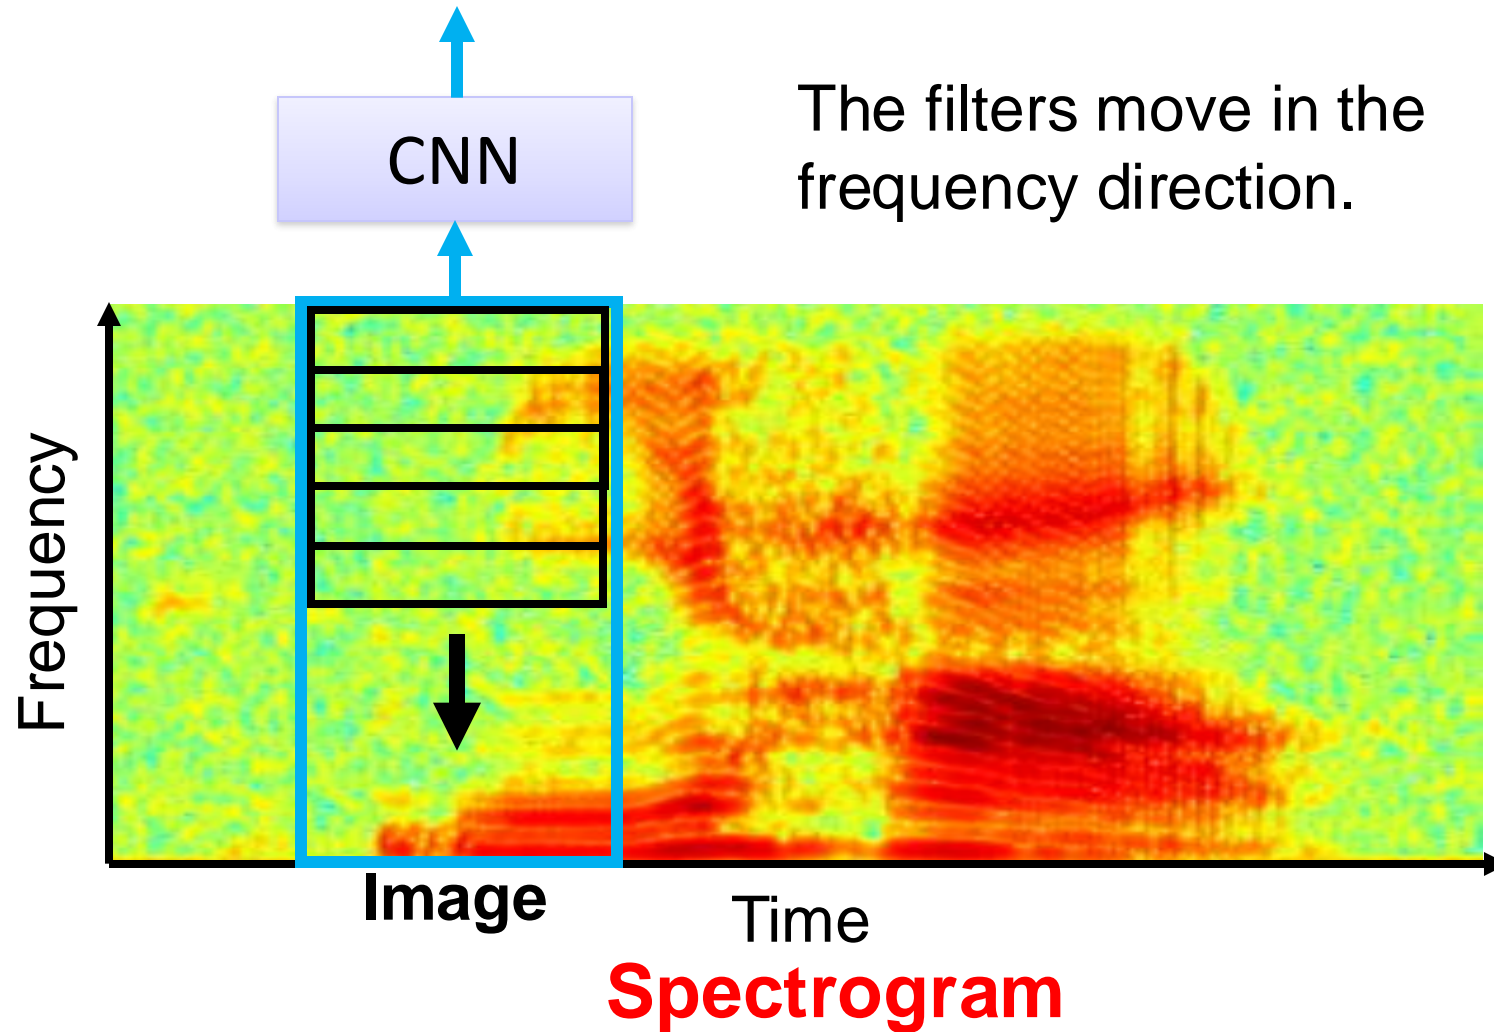 CNN
The filters move in the
frequency direction.
Frequency
Image
Time
Spectrogram